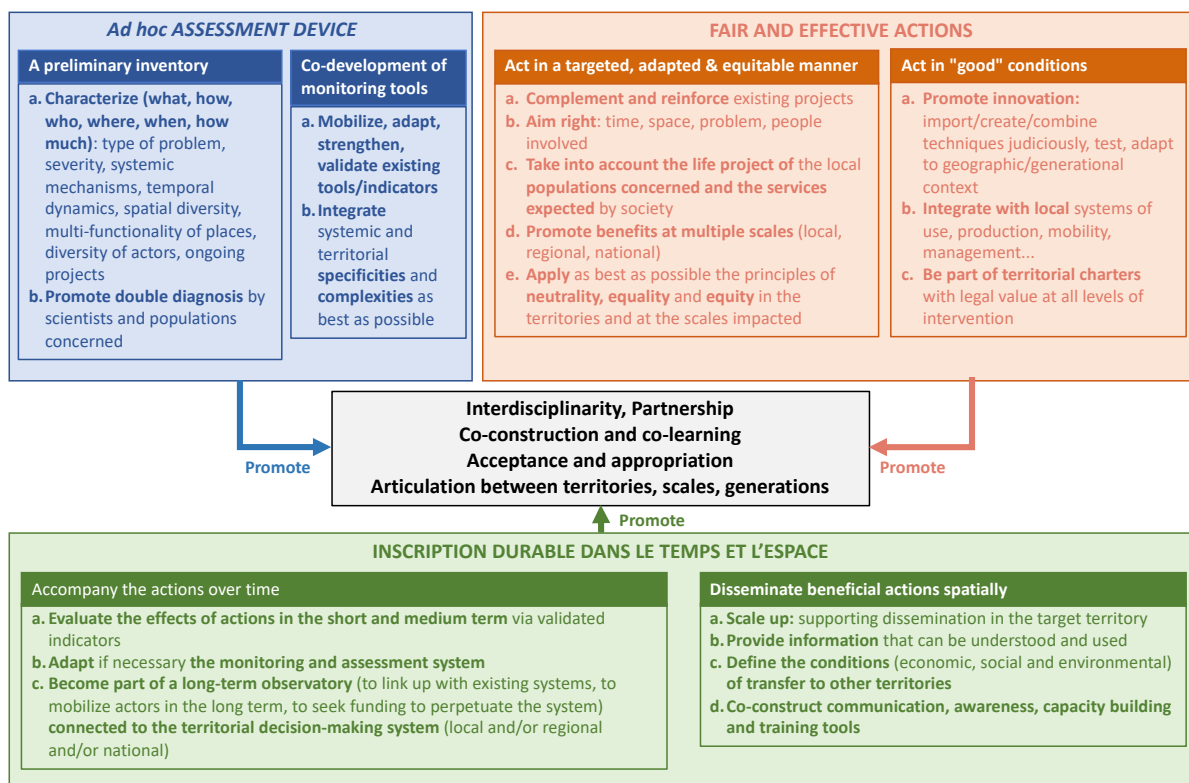 Ad hoc ASSESSMENT DEVICE
A preliminary inventory
a. Characterize (what, how,
who, where, when, how
much): type of problem,
severity, systemic
mechanisms, temporal
dynamics, spatial diversity,
multi-functionality of places,
diversity of actors, ongoing
projects
b. Promote double diagnosis by
scientists and populations
concerned
Co-development of
monitoring tools
a. Mobilize, adapt,
strengthen,
validate existing
tools/indicators
b. Integrate
systemic and
territorial
specificities and
complexities as
best as possible
FAIR AND EFFECTIVE ACTIONS
Act in a targeted, adapted & equitable manner
a. Complement and reinforce existing projects
b. Aim right: time, space, problem, people
involved
c. Take into account the life project of the local
populations concerned and the services
expected by society
d. Promote benefits at multiple scales (local,
regional, national)
e. Apply as best as possible the principles of
neutrality, equality and equity in the
territories and at the scales impacted
Act in "good" conditions
a. Promote innovation:
import/create/combine
techniques judiciously, test, adapt
to geographic/generational
context
b. Integrate with local systems of
use, production, mobility,
management...
c. Be part of territorial charters
with legal value at all levels of
intervention
Interdisciplinarity, Partnership
Co-construction and co-learning
Acceptance and appropriation
Articulation between territories, scales, generations
Promote
Promote
Promote
INSCRIPTION DURABLE DANS LE TEMPS ET L'ESPACE
Accompany the actions over time
a. Evaluate the effects of actions in the short and medium term via validated
indicators
b. Adapt if necessary the monitoring and assessment system
c. Become part of a long-term observatory (to link up with existing systems, to
mobilize actors in the long term, to seek funding to perpetuate the system)
connected to the territorial decision-making system (local and/or regional
and/or national)
Disseminate beneficial actions spatially
a. Scale up: supporting dissemination in the target territory
b. Provide information that can be understood and used
c. Define the conditions (economic, social and environmental)
of transfer to other territories
d. Co-construct communication, awareness, capacity building
and training tools